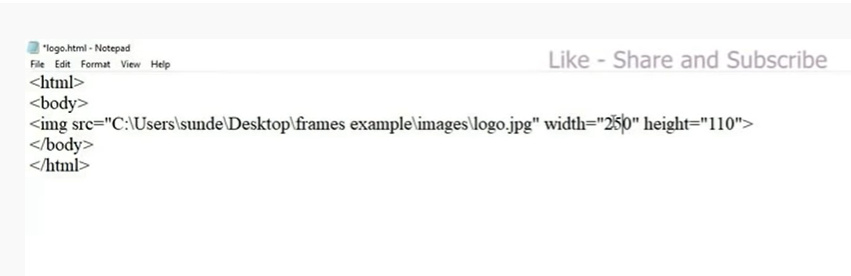 *logo.html - Notepad
File Edit Format View Help
Like - Share and Subscribe
<html>
<body>
<img src="C:\Users\sunde\Desktop\frames example\images\logo.jpg" width="250" height="110">
</body>
</html>